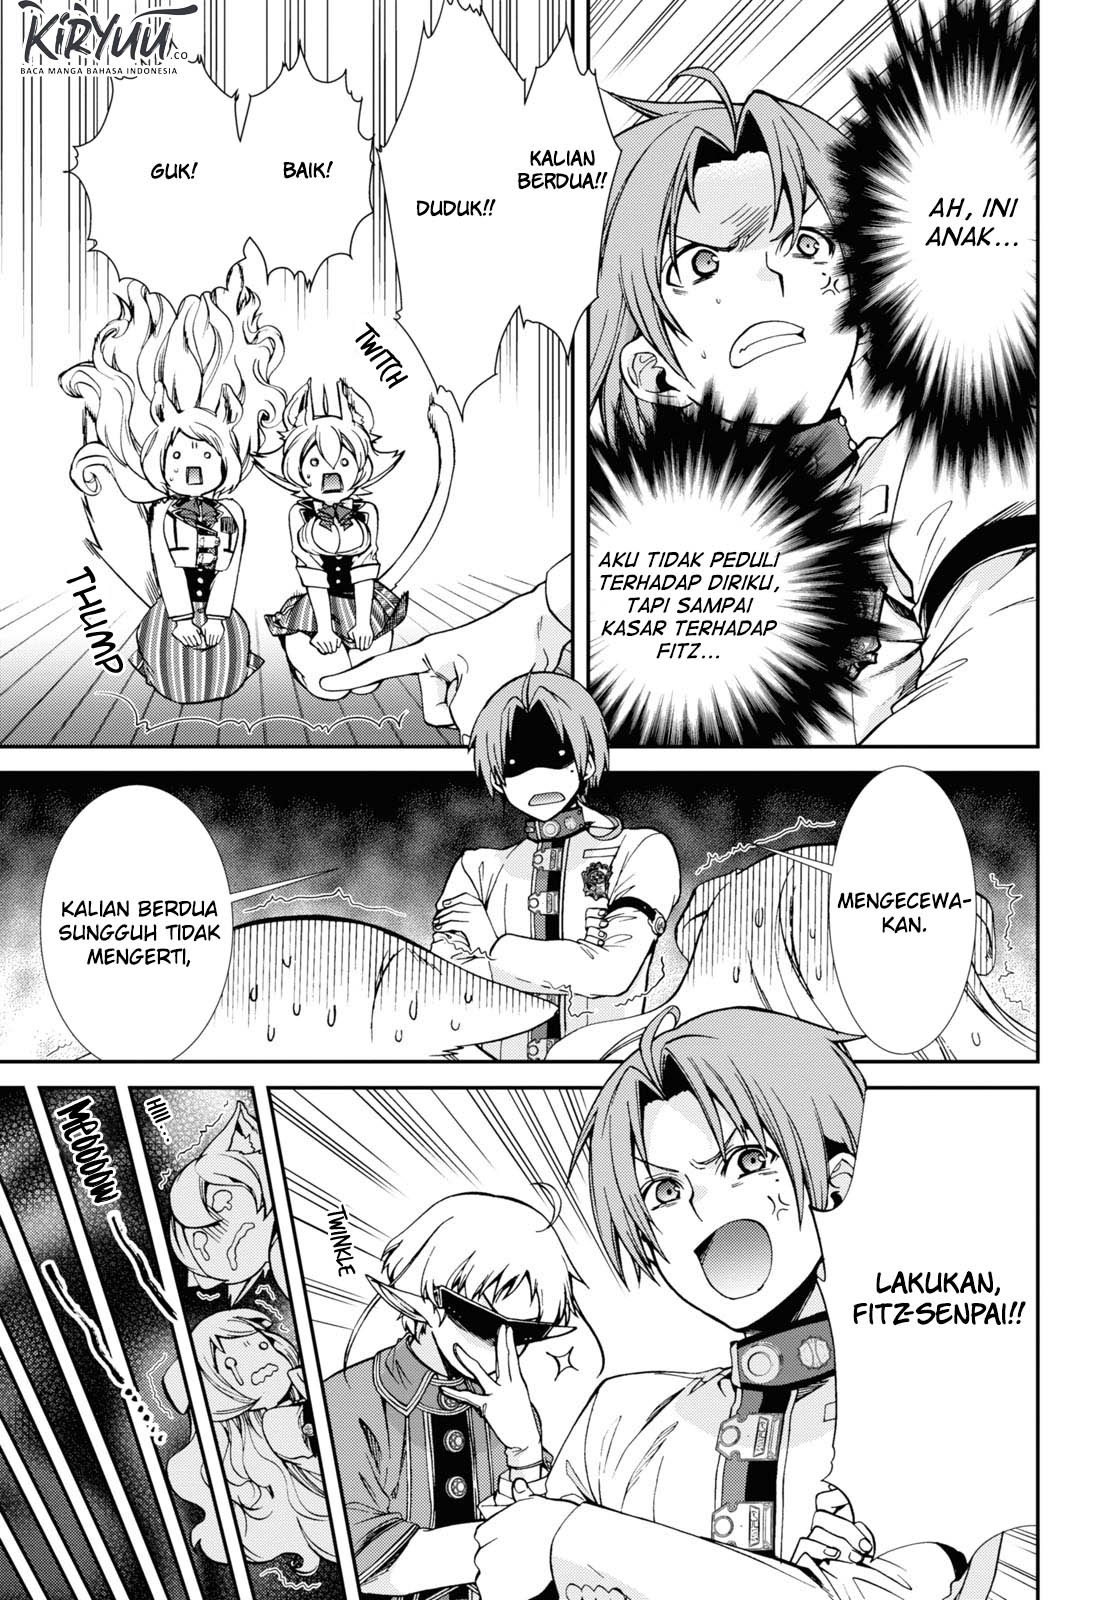 KIRYUU.CO
BACA MANGA BAHASA INDONESIA
AH, INI
ANAK...
AKU TIDAK PEDULI
TERHADAP DIRIKU,
TAPI SAMPAI
KASAR TERHADAP
FITZ...
KALIAN
BERDUA!!
DUDUK!!
BAIK!
GUK!
TWITCH
THUMP
MENGECEWA-
KAN.
KALIAN BERDUA
SUNGGUH TIDAK
MENGERTI,
LAKUKAN,
FITZ-SENPAI!!
TWINKLE
HIII...
MEOOOOW